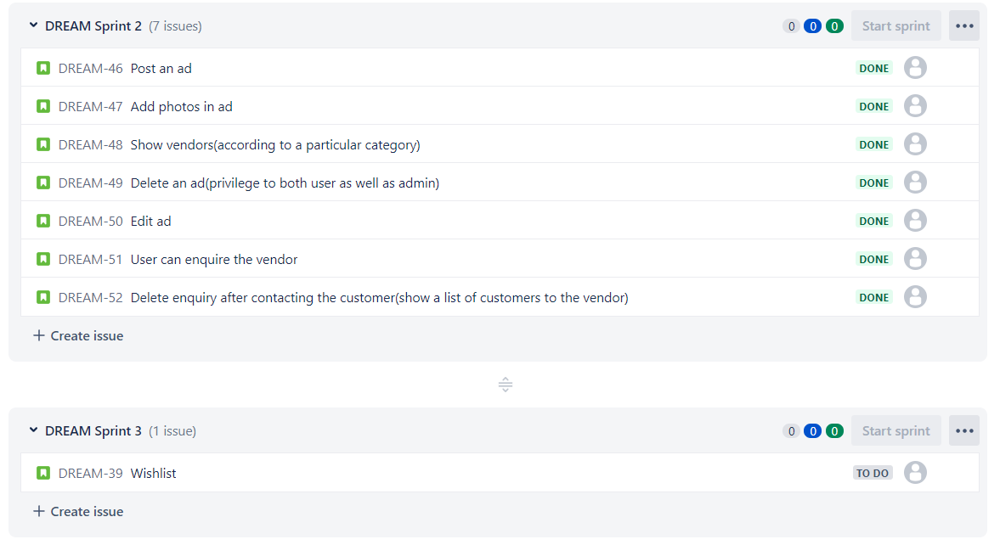 DREAM Sprint 2 (7 issues) 0 0 0 Start sprint
DREAM-46 Post an ad DONE
DREAM-47 Add photos in ad DONE
DREAM-48 Show vendors(according to a particular category) DONE
DREAM-49 Delete an ad(privilege to both user as well as admin) DONE
DREAM-50 Edit ad DONE
DREAM-51 User can enquire the vendor DONE
DREAM-52 Delete enquiry after contacting the customer(show a list of customers to the vendor) DONE
+ Create issue
DREAM Sprint 3 (1 issue) 0 0 0 Start sprint
DREAM-39 Wishlist TO DO
+ Create issue